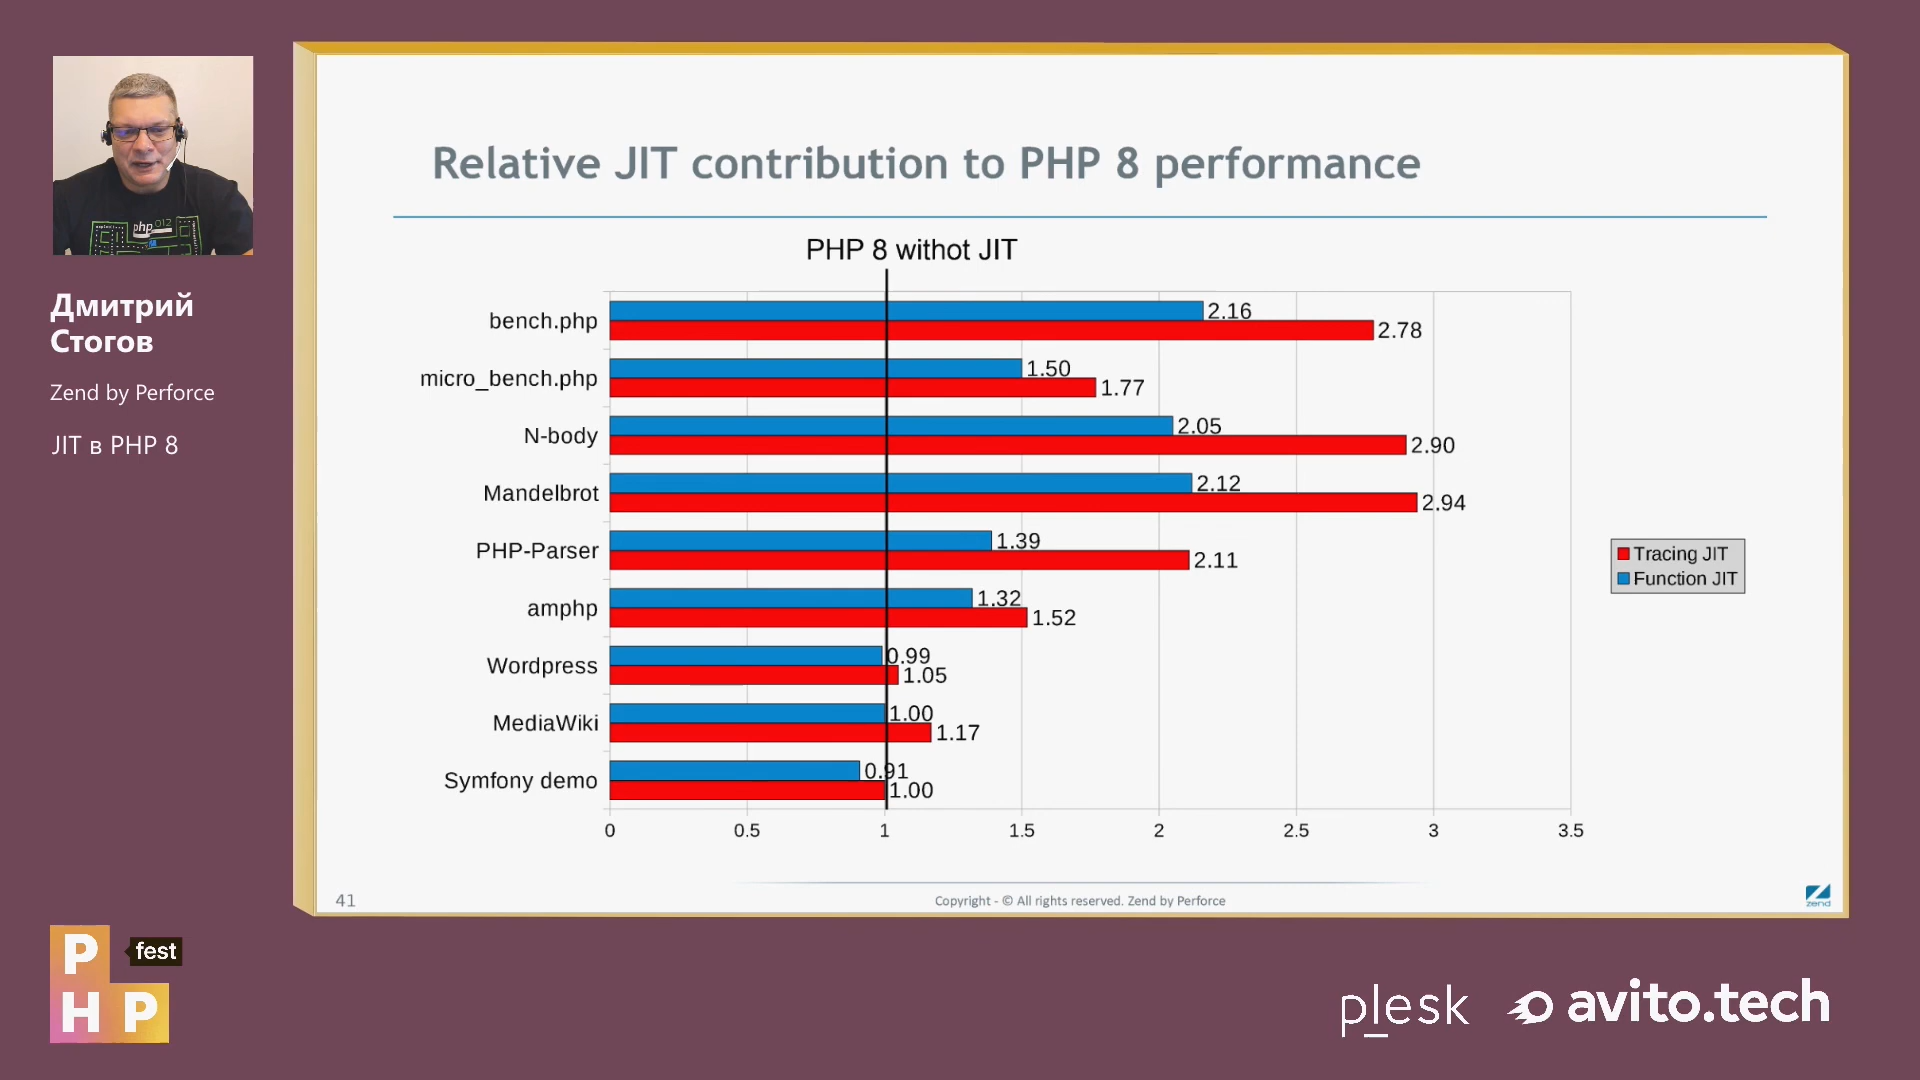 Дмитрий
Стогов
Zend by Perforce
JIT в PHP 8
php 012
Relative JIT contribution to PHP 8 performance
PHP 8 withot JIT
bench.php
2.16
2.78
micro_bench.php
1.50
1.77
N-body
2.05
2.90
Mandelbrot
2.12
2.94
PHP-Parser
1.39
2.11
amphp
1.32
1.52
Wordpress
0.99
1.05
MediaWiki
1.00
1.17
Symfony demo
0.91
1.00
0 0.5 1 1.5 2 2.5 3 3.5
Tracing JIT
Function JIT
41
Copyright - © All rights reserved. Zend by Perforce
zend
P fest
HP
plesk
avito.tech